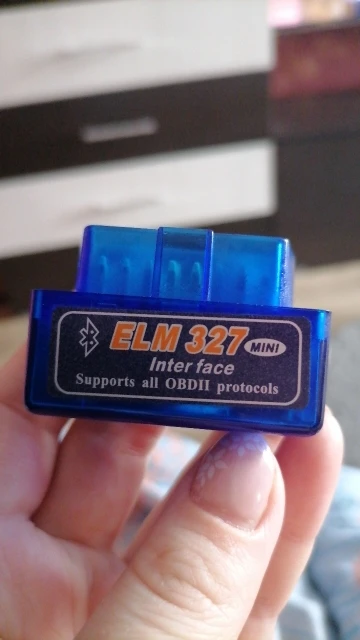 ELM 327 MINI
Inter face
Supports all OBDII protocols